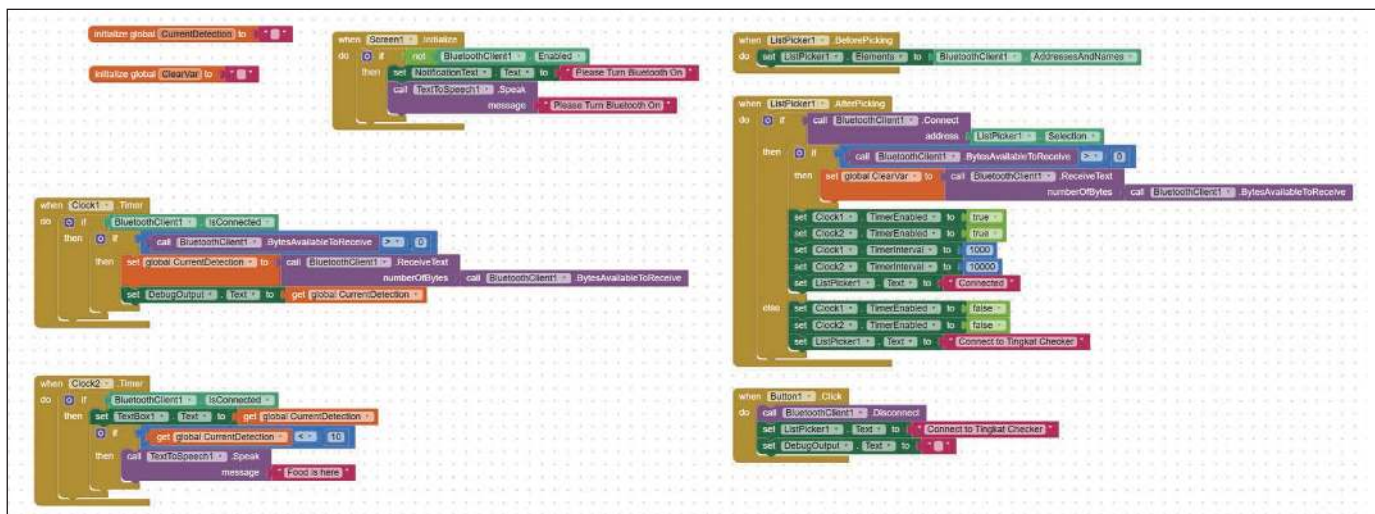 initialize global CurrentDetection to " "
initialize global ClearVar to " "
when Screen1 .Initialize
do if not BluetoothClient1 . Enabled
then set NotificationText . Text to " Please Turn Bluetooth On "
call TextToSpeech1 .Speak
message " Please Turn Bluetooth On "
when Clock1 .Timer
do if BluetoothClient1 . IsConnected
then if call BluetoothClient1 .BytesAvailableToReceive > 0
then set global CurrentDetection to call BluetoothClient1 .ReceiveText
numberOfBytes call BluetoothClient1 .BytesAvailableToReceive
set DebugOutput . Text to get global CurrentDetection
when Clock2 .Timer
do if BluetoothClient1 . IsConnected
then set TextBox1 . Text to get global CurrentDetection
if get global CurrentDetection < 10
then call TextToSpeech1 .Speak
message " Food is here "
when ListPicker1 .BeforePicking
do set ListPicker1 . Elements to BluetoothClient1 . AddressesAndNames
when ListPicker1 .AfterPicking
do if call BluetoothClient1 .Connect
address ListPicker1 . Selection
then if call BluetoothClient1 .BytesAvailableToReceive > 0
then set global ClearVar to call BluetoothClient1 .ReceiveText
numberOfBytes call BluetoothClient1 .BytesAvailableToReceive
set Clock1 . TimerEnabled to true
set Clock2 . TimerEnabled to true
set Clock1 . TimerInterval to 1000
set Clock2 . TimerInterval to 10000
set ListPicker1 . Text to " Connected "
else set Clock1 . TimerEnabled to false
set Clock2 . TimerEnabled to false
set ListPicker1 . Text to " Connect to Tingkat Checker "
when Button1 .Click
do call BluetoothClient1 .Disconnect
set ListPicker1 . Text to " Connect to Tingkat Checker "
set DebugOutput . Text to " "